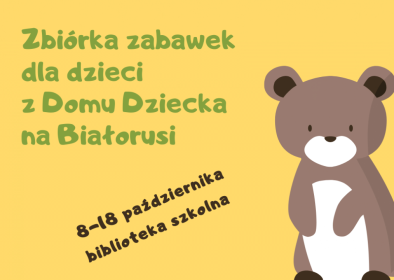 Zbiórka zabawek
dla dzieci
z Domu Dziecka
na Białorusi
8-18 października
biblioteka szkolna